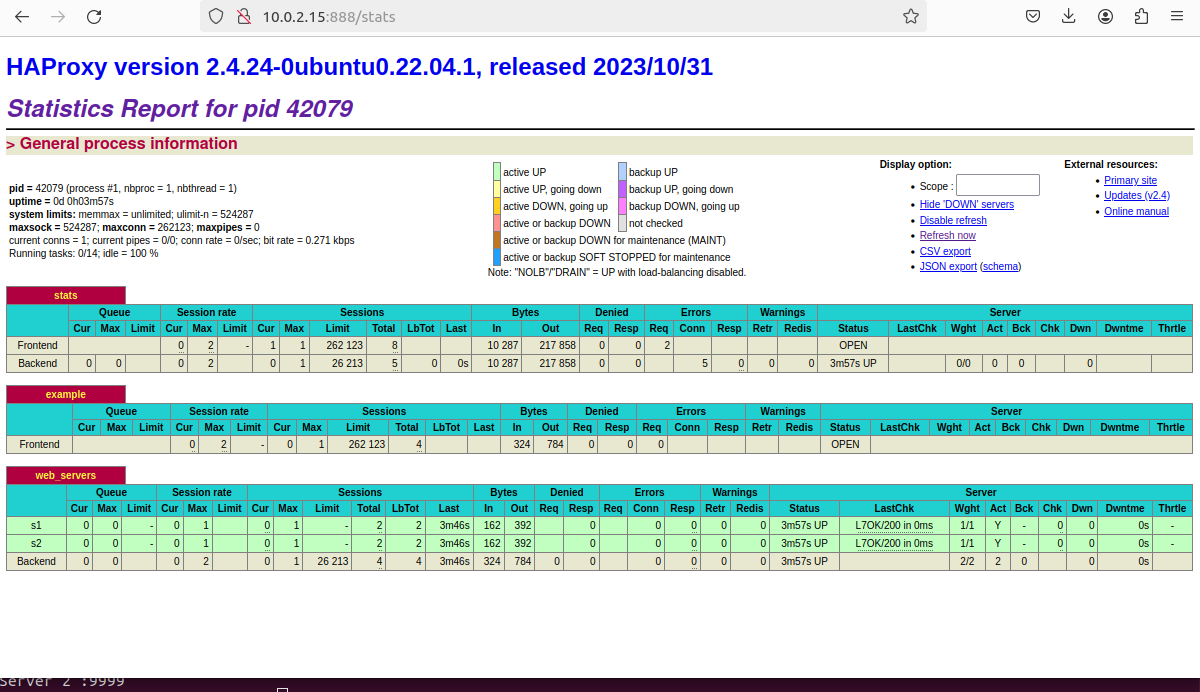 10.0.2.15:888/stats
HAProxy version 2.4.24-0ubuntu0.22.04.1, released 2023/10/31
Statistics Report for pid 42079
> General process information
pid = 42079 (process #1, nbproc = 1, nbthread = 1)
uptime = 0d 0h03m57s
system limits: memmax = unlimited; ulimit-n = 524287
maxsock = 524287; maxconn = 262123; maxpipes = 0
current conns = 1; current pipes = 0/0; conn rate = 0/sec; bit rate = 0.271 kbps
Running tasks: 0/14; idle = 100 %
active UP backup UP
active UP, going down backup UP, going down
active DOWN, going up backup DOWN, going up
active or backup DOWN not checked
active or backup DOWN for maintenance (MAINT)
active or backup SOFT STOPPED for maintenance
Note: "NOLB"/"DRAIN" = UP with load-balancing disabled.
Display option:
• Scope :
• Hide 'DOWN' servers
• Disable refresh
• Refresh now
• CSV export
• JSON export (schema)
External resources:
• Primary site
• Updates (v2.4)
• Online manual
stats
Queue Session rate Sessions Bytes Denied Errors Warnings Server
Cur Max Limit Cur Max Limit Cur Max Limit Total LbTot Last In Out Req Resp Req Conn Resp Retr Redis Status LastChk Wght Act Bck Chk Dwn Dwntme Thrtle
Frontend 0 2 - 1 1 262 123 8 10 287 217 858 0 0 2 OPEN
Backend 0 0 0 2 0 1 26 213 5 0 0s 10 287 217 858 0 0 5 0 0 0 3m57s UP 0/0 0 0 0
example
Queue Session rate Sessions Bytes Denied Errors Warnings Server
Cur Max Limit Cur Max Limit Cur Max Limit Total LbTot Last In Out Req Resp Req Conn Resp Retr Redis Status LastChk Wght Act Bck Chk Dwn Dwntme Thrtle
Frontend 0 2 - 0 1 262 123 4 324 784 0 0 0 OPEN
web_servers
Queue Session rate Sessions Bytes Denied Errors Warnings Server
Cur Max Limit Cur Max Limit Cur Max Limit Total LbTot Last In Out Req Resp Req Conn Resp Retr Redis Status LastChk Wght Act Bck Chk Dwn Dwntme Thrtle
s1 0 0 - 0 1 0 1 - 2 2 3m46s 162 392 0 0 0 0 0 3m57s UP L7OK/200 in 0ms 1/1 Y - 0 0 0s -
s2 0 0 - 0 1 0 1 - 2 2 3m46s 162 392 0 0 0 0 0 3m57s UP L7OK/200 in 0ms 1/1 Y - 0 0 0s -
Backend 0 0 0 2 0 1 26 213 4 4 3m46s 324 784 0 0 0 0 0 0 3m57s UP 2/2 2 0 0 0s
Server 2 :9999